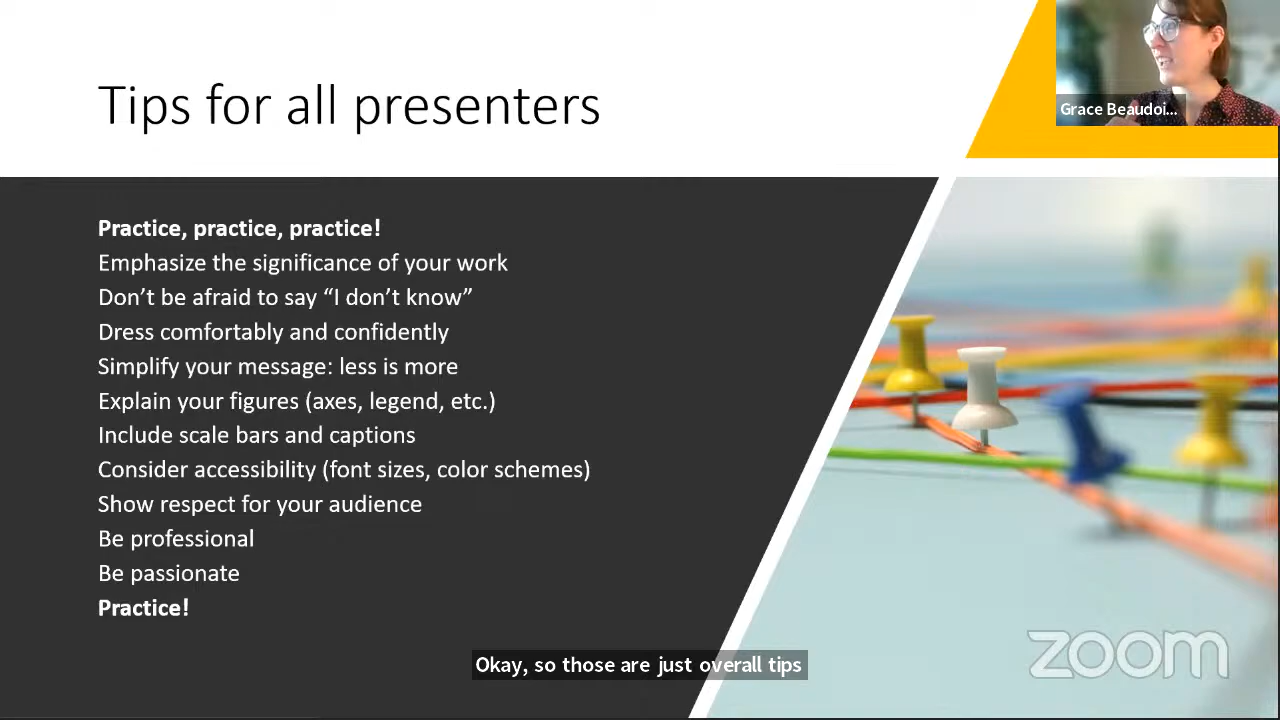 Tips for all presenters
Grace Beaudoi...
Practice, practice, practice!
Emphasize the significance of your work
Don’t be afraid to say “I don’t know”
Dress comfortably and confidently
Simplify your message: less is more
Explain your figures (axes, legend, etc.)
Include scale bars and captions
Consider accessibility (font sizes, color schemes)
Show respect for your audience
Be professional
Be passionate
Practice!
Okay, so those are just overall tips
zoom